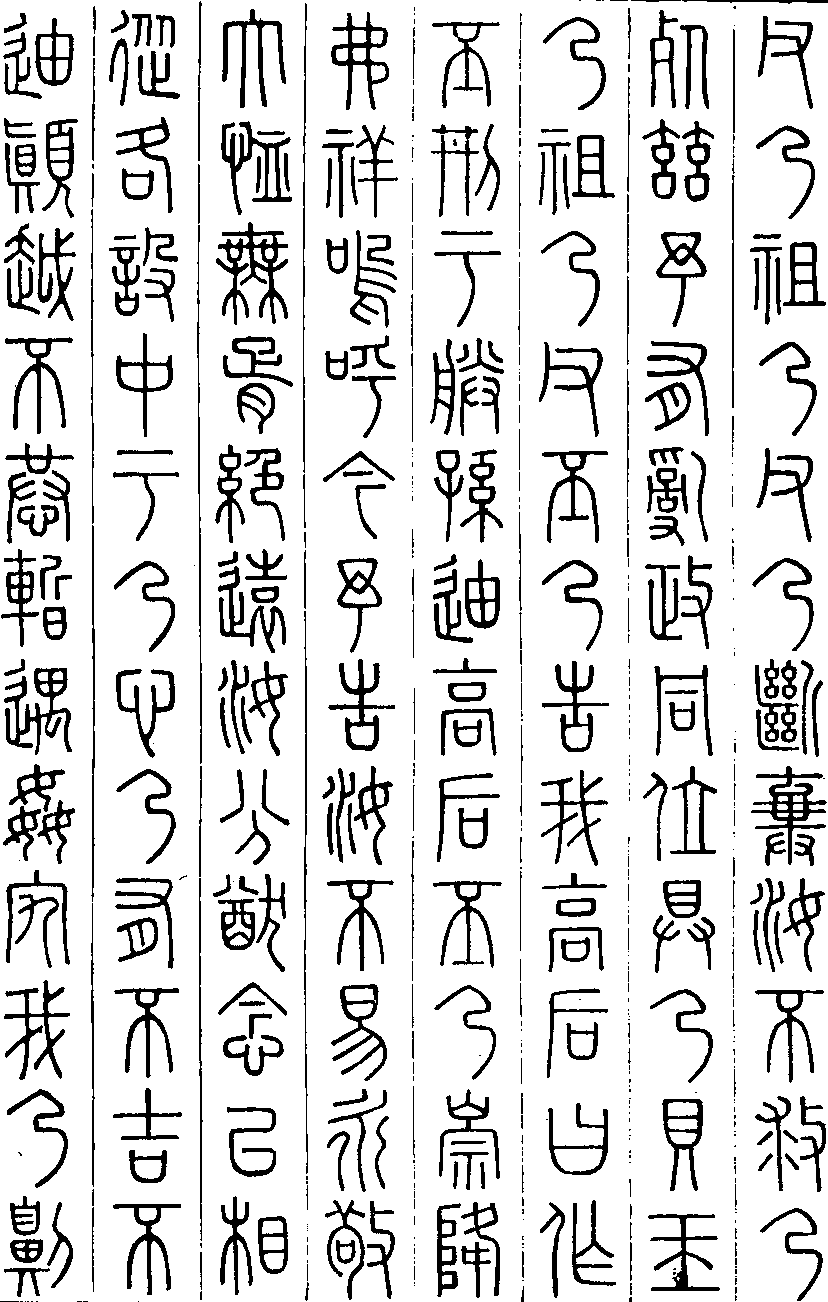 父乃祖乃父乃斷棄汝不救乃
死茲予有亂政同位具乃貝玉
乃祖乃父丕乃告我高后曰作
丕刑于朕孫迪高后丕乃崇降
弗祥嗚呼今予告汝不易永敬
大恤無胥絕遠汝分猷念以相
從各設中于乃心乃有不吉不
迪顛越不恭暫遇姦宄我乃劓